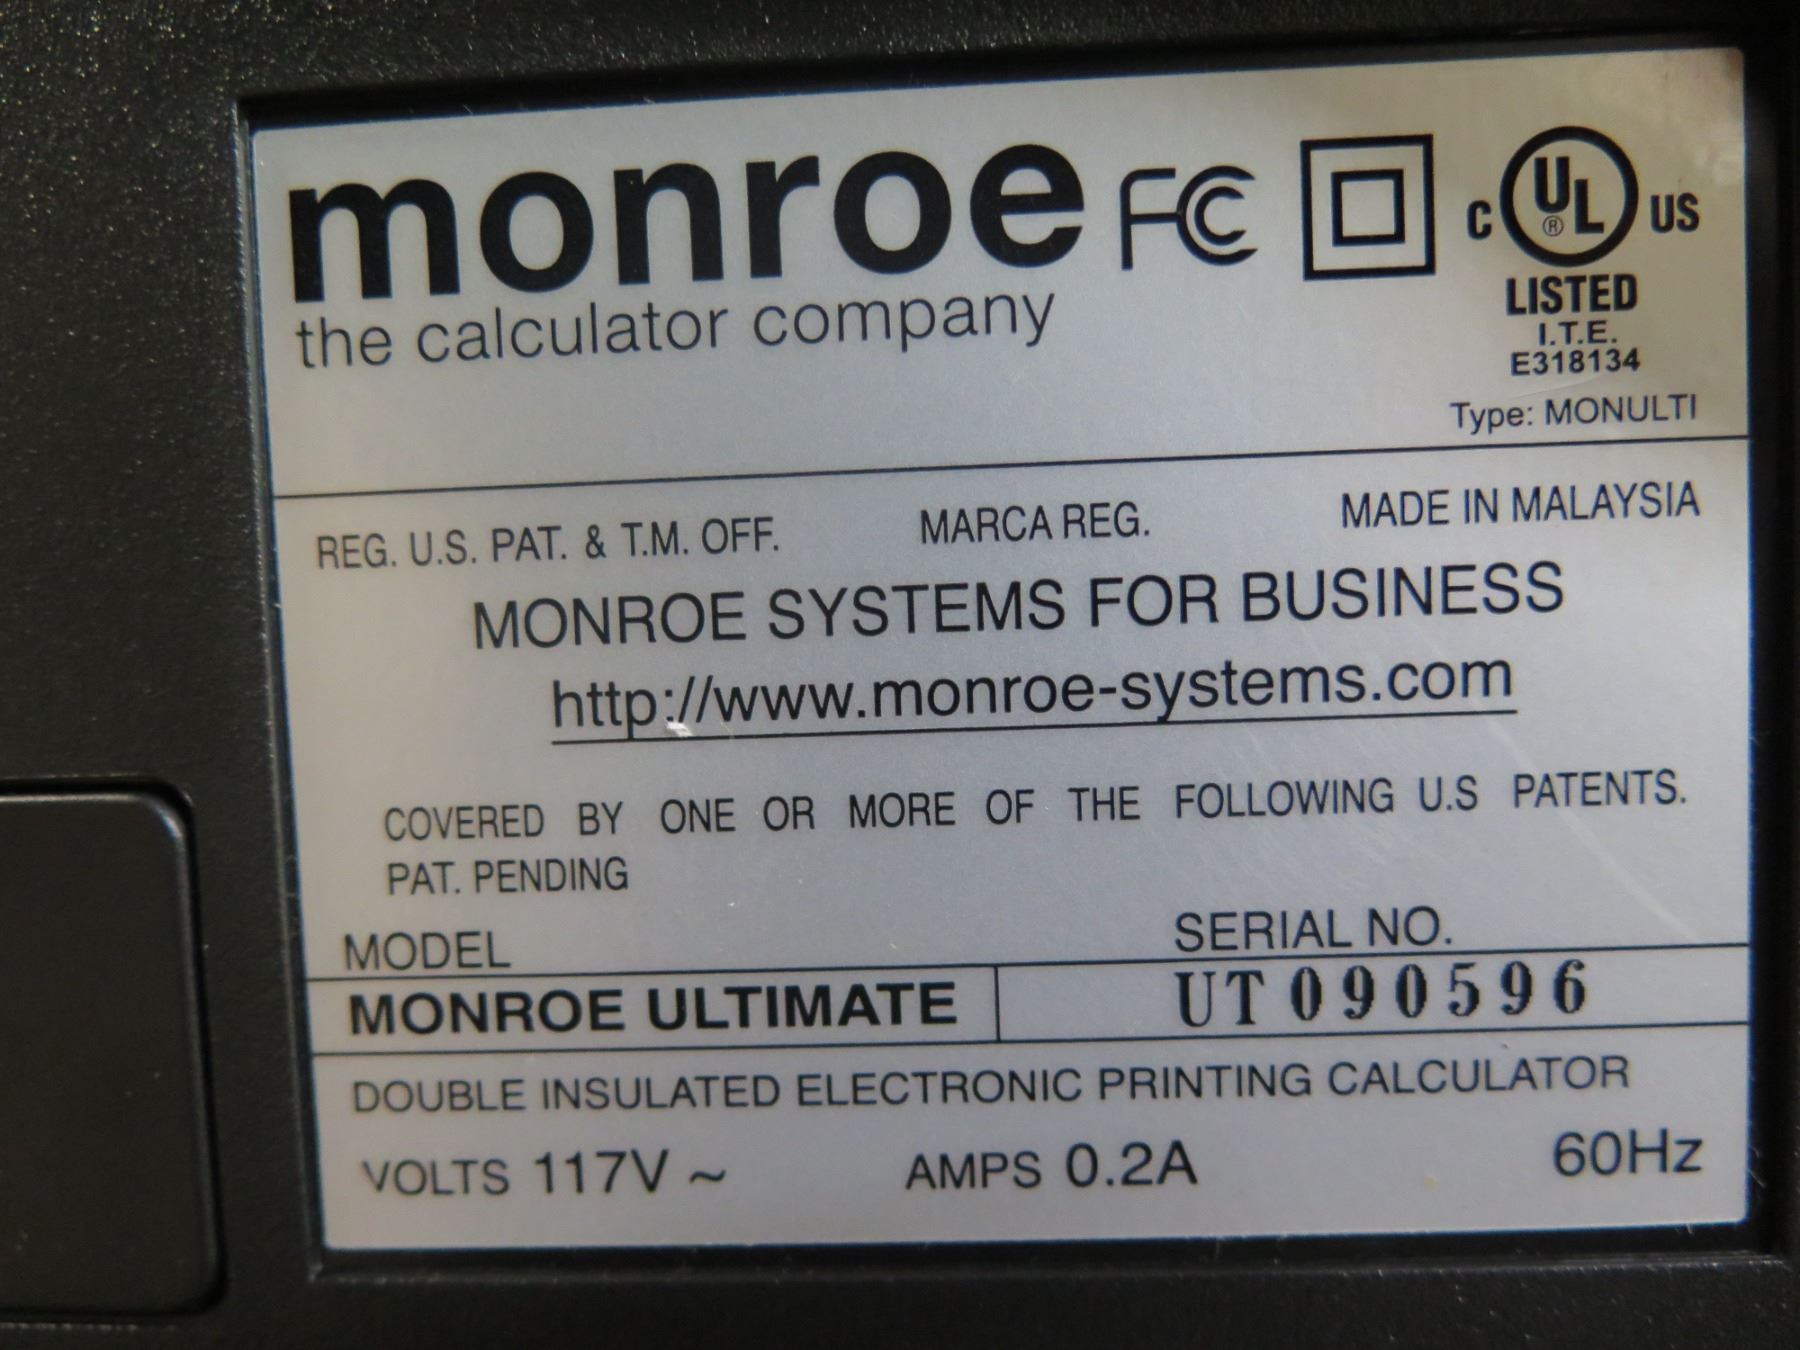 monroe FC c UL ® US
the calculator company
LISTED
I.T.E.
E318134
Type: MONULTI
REG. U.S. PAT. & T.M. OFF. MARCA REG. MADE IN MALAYSIA
MONROE SYSTEMS FOR BUSINESS
http://www.monroe-systems.com
COVERED BY ONE OR MORE OF THE FOLLOWING U.S PATENTS.
PAT. PENDING
MODEL SERIAL NO.
MONROE ULTIMATE UT 090596
DOUBLE INSULATED ELECTRONIC PRINTING CALCULATOR
VOLTS 117V ~ AMPS 0.2A 60Hz